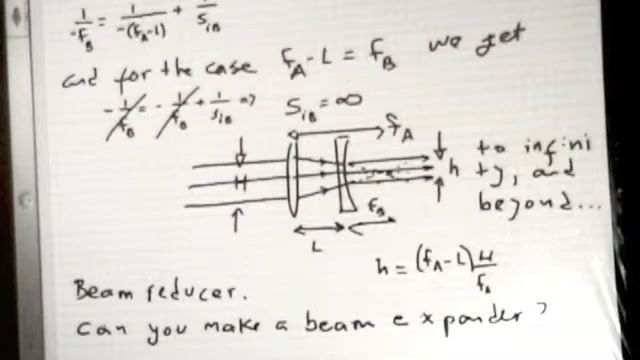 1/-f_B = 1/-(f_A-L) + 1/S_iB
and for the case f_A - L = f_B we get
-1/f_B = -1/f_B + 1/S_iB => S_iB = ∞
f_A
H
h
to infini
ty, and
beyond...
f_B
L
h = (f_A - L) H/f_A
Beam reducer.
Can you make a beam expander?